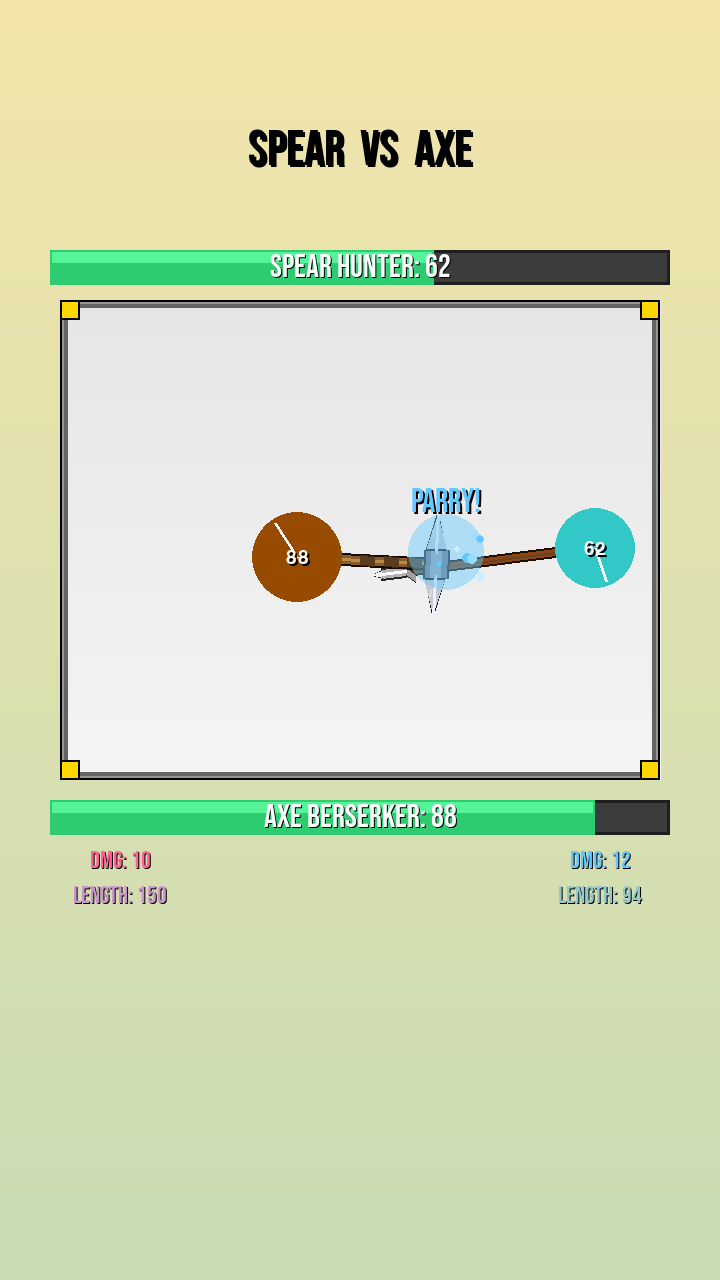 SPEAR VS AXE
SPEAR HUNTER: 62
PARRY!
88
62
AXE BERSERKER: 88
DMG: 10
DMG: 12
LENGTH: 150
LENGTH: 94